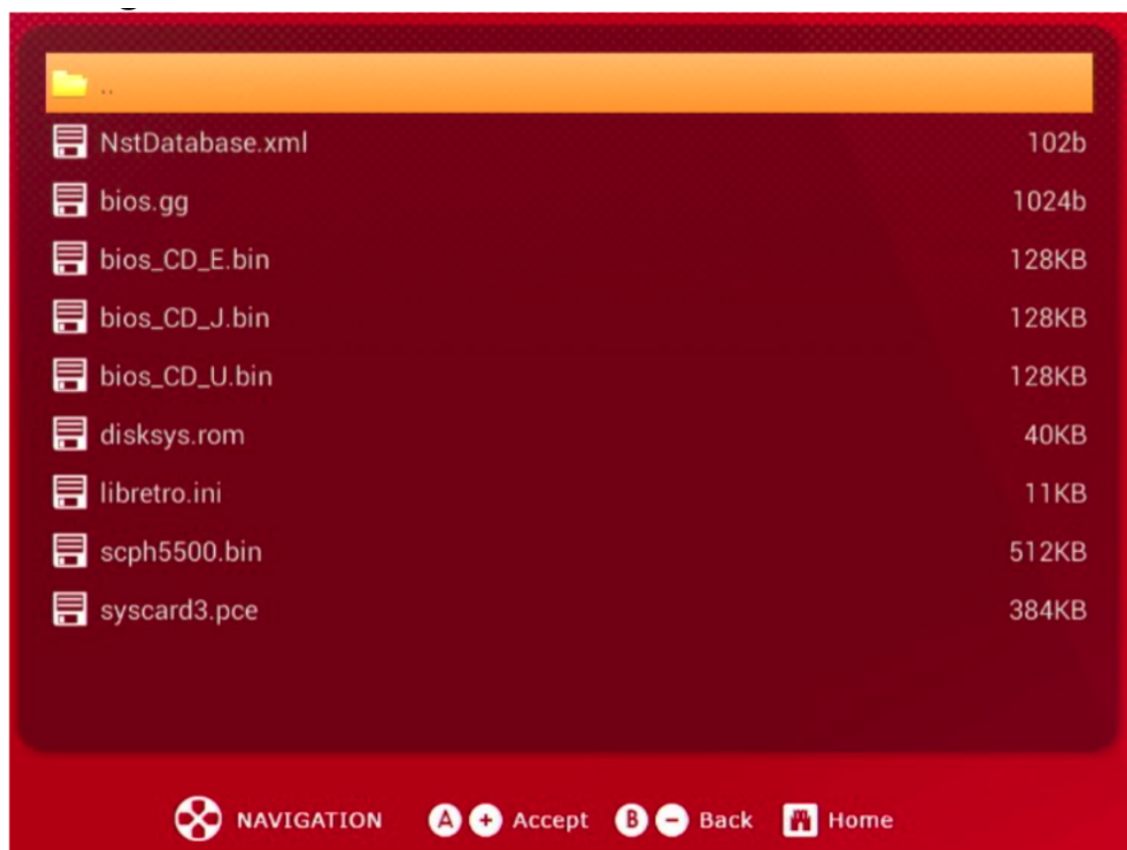 ..
NstDatabase.xml 102b
bios.gg 1024b
bios_CD_E.bin 128KB
bios_CD_J.bin 128KB
bios_CD_U.bin 128KB
disksys.rom 40KB
libretro.ini 11KB
scph5500.bin 512KB
syscard3.pce 384KB
NAVIGATION A + Accept B - Back Home